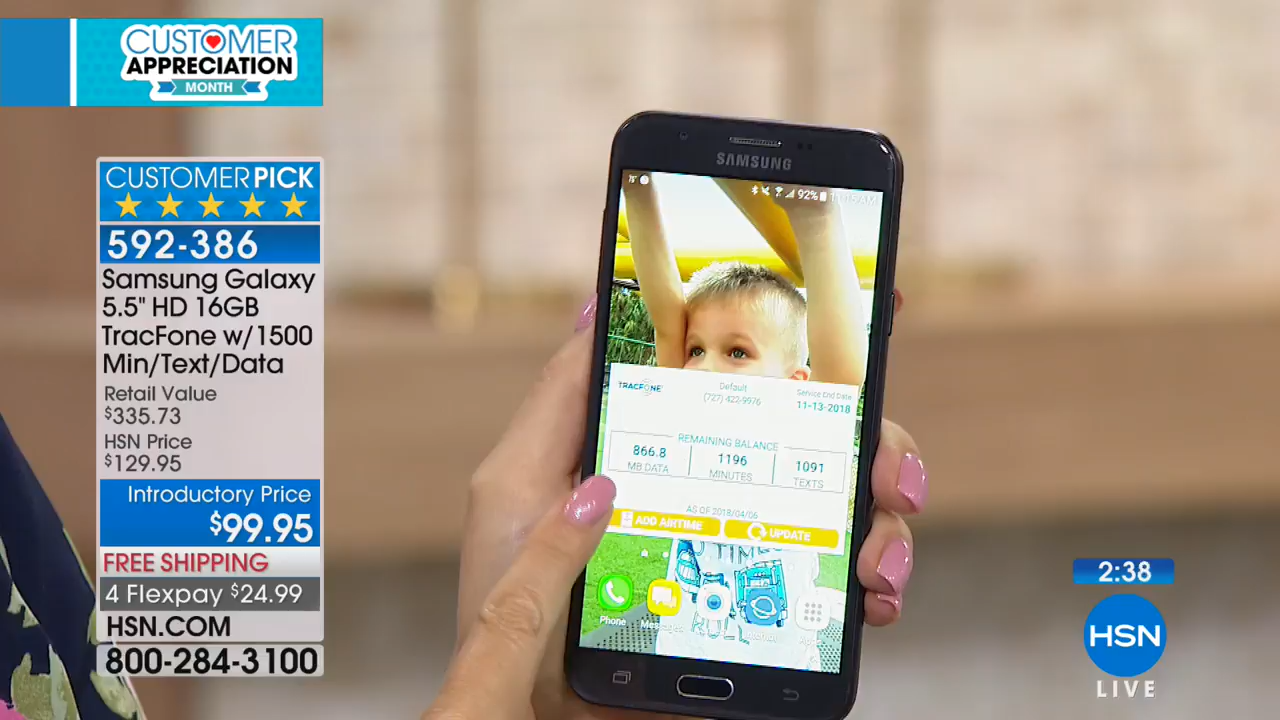 CUSTOMER
APPRECIATION
MONTH
CUSTOMER PICK
592-386
Samsung Galaxy
5.5" HD 16GB
TracFone w/1500
Min/Text/Data
Retail Value
$335.73
HSN Price
$129.95
Introductory Price
$99.95
FREE SHIPPING
4 Flexpay $24.99
HSN.COM
800-284-3100
SAMSUNG
75°
92%
TRACFONE
Default
(727) 422-9976
Service End Date
11-13-2018
REMAINING BALANCE
866.8
MB DATA
1196
MINUTES
1091
TEXTS
AS OF 2018/04/06
ADD AIRTIME
UPDATE
TIME
Phone
ROLL
2:38
HSN
LIVE